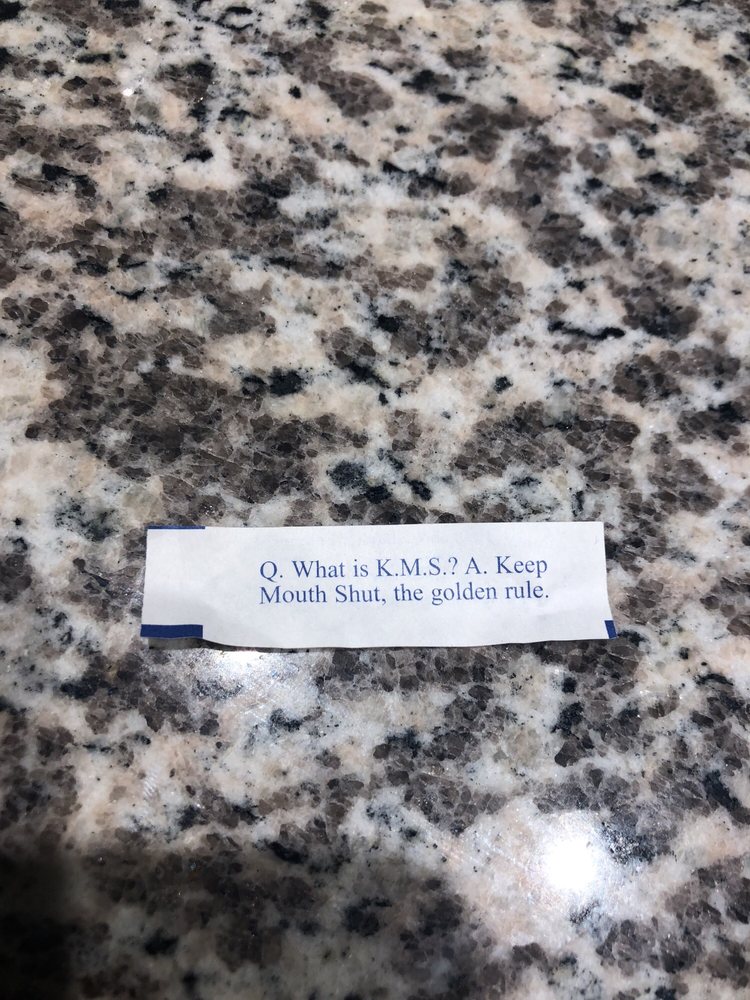 Q. What is K.M.S.? A. Keep
Mouth Shut, the golden rule.